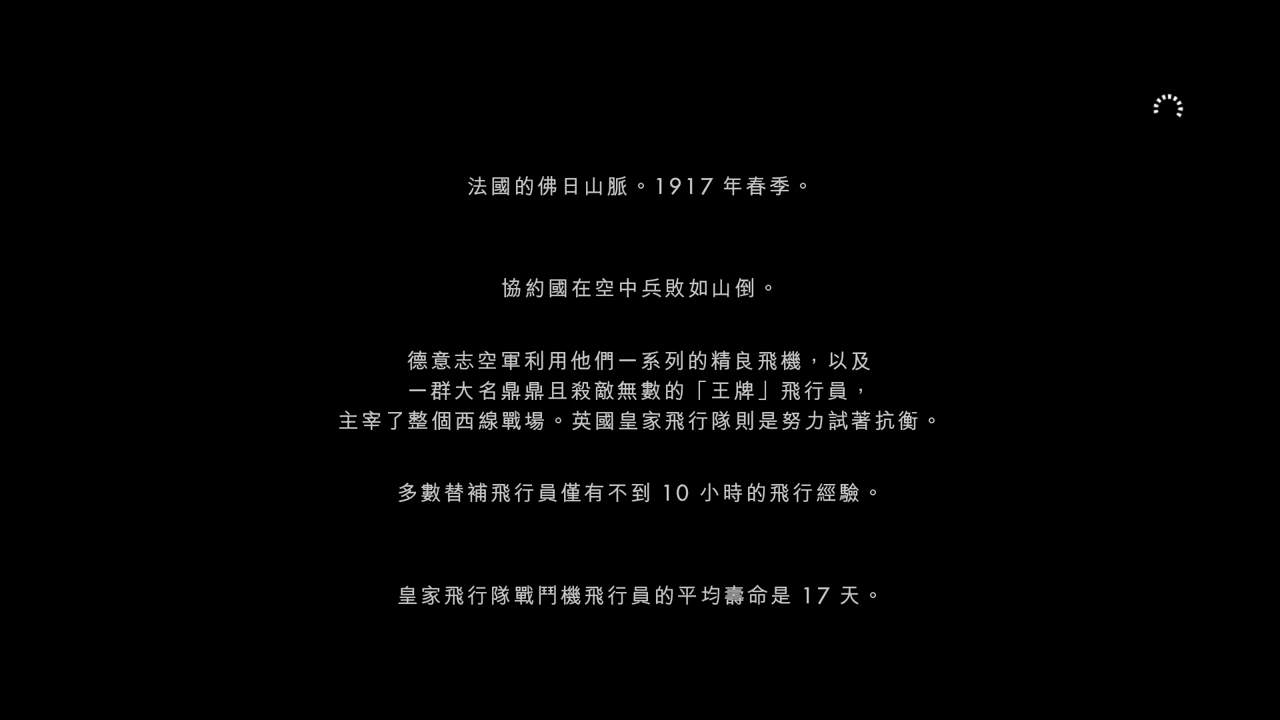 法國的佛日山脈。1917 年春季。
協約國在空中兵敗如山倒。
德意志空軍利用他們一系列的精良飛機，以及
一群大名鼎鼎且殺敵無數的「王牌」飛行員，
主宰了整個西線戰場。英國皇家飛行隊則是努力試著抗衡。
多數替補飛行員僅有不到 10 小時的飛行經驗。
皇家飛行隊戰鬥機飛行員的平均壽命是 17 天。